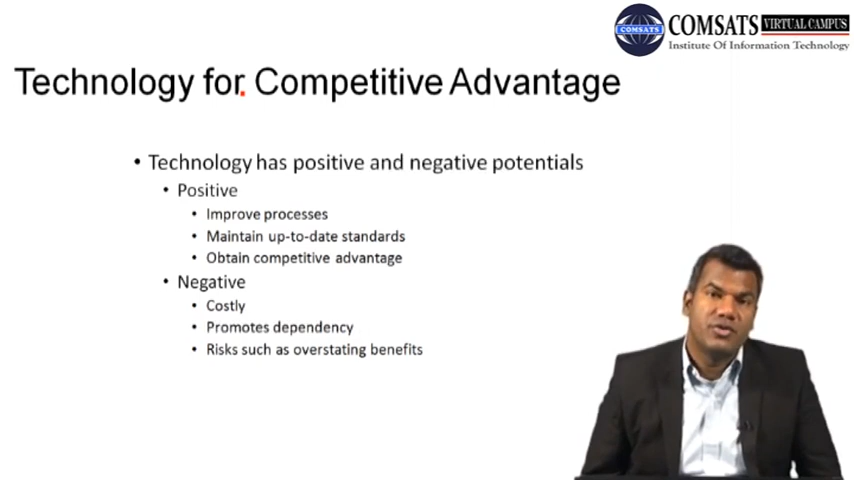 COMSATS VIRTUAL CAMPUS
COMSATS
Institute Of Information Technology
Technology for Competitive Advantage
• Technology has positive and negative potentials
• Positive
• Improve processes
• Maintain up-to-date standards
• Obtain competitive advantage
• Negative
• Costly
• Promotes dependency
• Risks such as overstating benefits